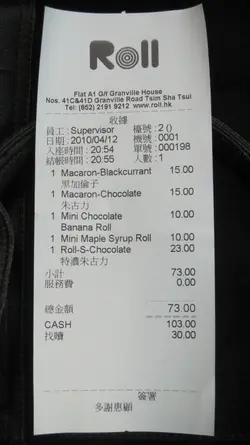 Roll
Flat A1 G/f Granville House
Nos. 41C&41D Granville Road Tsim Sha Tsui
Tel: (852) 2191 9212 www.roll.hk
收據
員工 : Supervisor 檯號 : 2 ()
日期 : 2010/04/12 機號 : 0001
入座時間 : 20:54 單號 : 000198
結帳時間 : 20:55 人數 : 1
1 Macaron-Blackcurrant 15.00
黑加倫子
1 Macaron-Chocolate 15.00
朱古力
1 Mini Chocolate 10.00
Banana Roll
1 Mini Maple Syrup Roll 10.00
1 Roll-S-Chocolate 23.00
特濃朱古力
小計 73.00
服務費 0.00
總金額 73.00
CASH 103.00
找贖 30.00
多謝惠顧